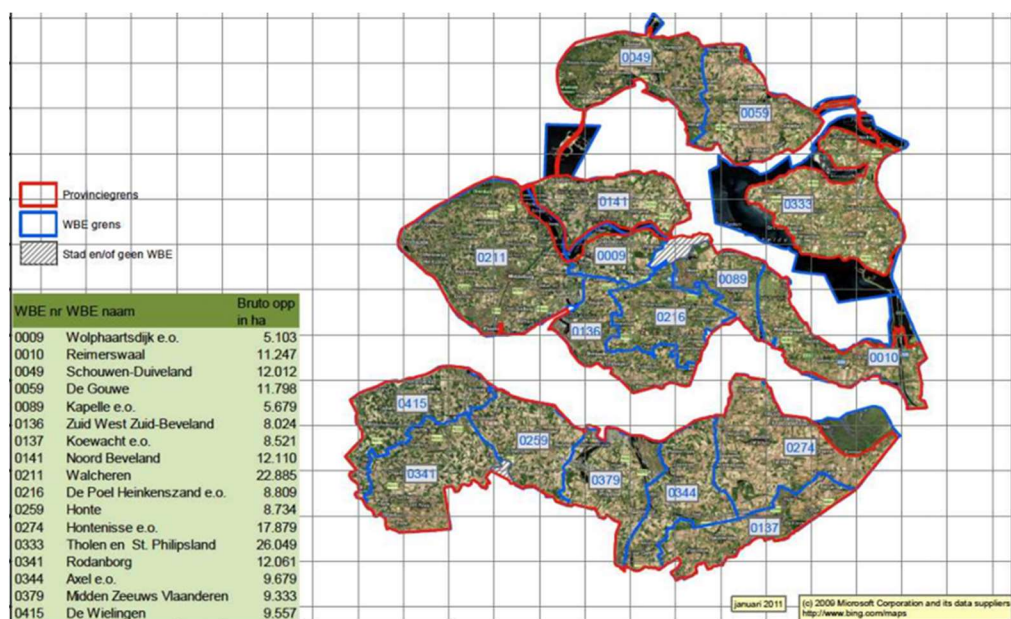 0049
0059
0333
0141
0211
0009
0089
0216
0136
0010
Provinciegrens
WBE grens
Stad en/of geen WBE
WBE nr WBE naam Bruto opp in ha
0009 Wolphaartsdijk e.o. 5.103
0010 Reimerswaal 11.247
0049 Schouwen-Duiveland 12.012
0059 De Gouwe 11.798
0089 Kapelle e.o. 5.679
0136 Zuid West Zuid-Beveland 8.024
0137 Koewacht e.o. 8.521
0141 Noord Beveland 12.110
0211 Walcheren 22.885
0216 De Poel Heinkenszand e.o. 8.809
0259 Honte 8.734
0274 Hontenisse e.o. 17.879
0333 Tholen en St. Philipsland 26.049
0341 Rodanborg 12.061
0344 Axel e.o. 9.679
0379 Midden Zeeuws Vlaanderen 9.333
0415 De Wielingen 9.557
0415
0259
0274
0341
0379
0344
0137
januari 2011
(c) 2009 Microsoft Corporation and its data suppliers
http://www.bing.com/maps